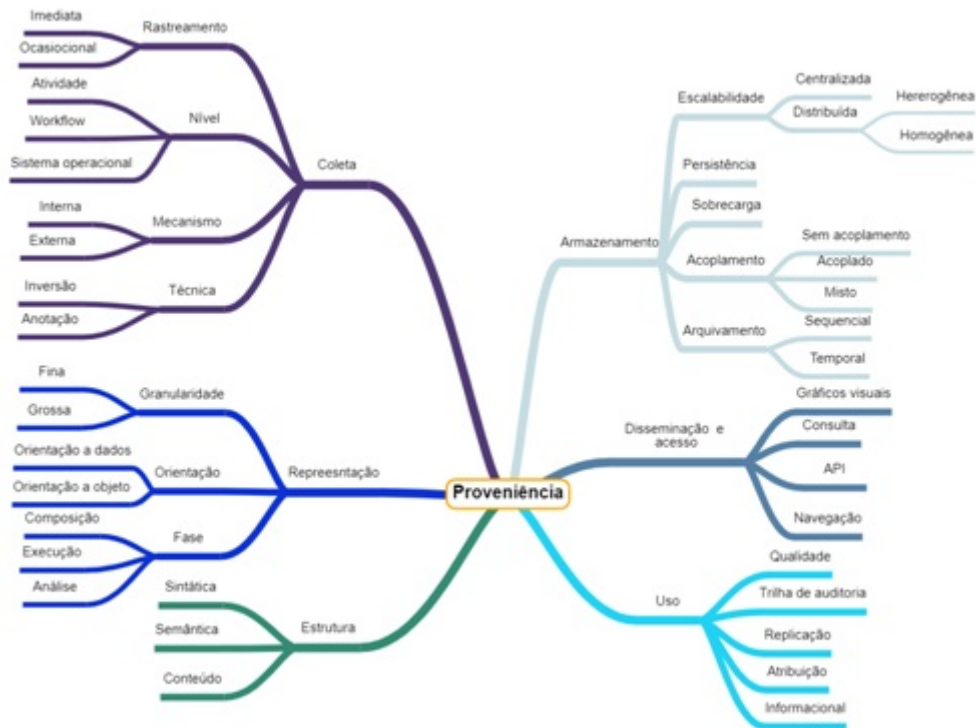 Imediata
Ocasiocional
Rastreamento
Atividade
Workflow
Sistema operacional
Nível
Interna
Externa
Mecanismo
Inversão
Anotação
Técnica
Coleta
Fina
Grossa
Granularidade
Orientação a dados
Orientação a objeto
Orientação
Composição
Execução
Análise
Fase
Repreesntação
Sintática
Semântica
Conteúdo
Estrutura
Proveniência
Armazenamento
Escalabilidade
Centralizada
Distribuída
Hererogênea
Homogênea
Persistência
Sobrecarga
Acoplamento
Sem acoplamento
Acoplado
Misto
Arquivamento
Sequencial
Temporal
Disseminação e
acesso
Gráficos visuais
Consulta
API
Navegação
Uso
Qualidade
Trilha de auditoria
Replicação
Atribuição
Informacional